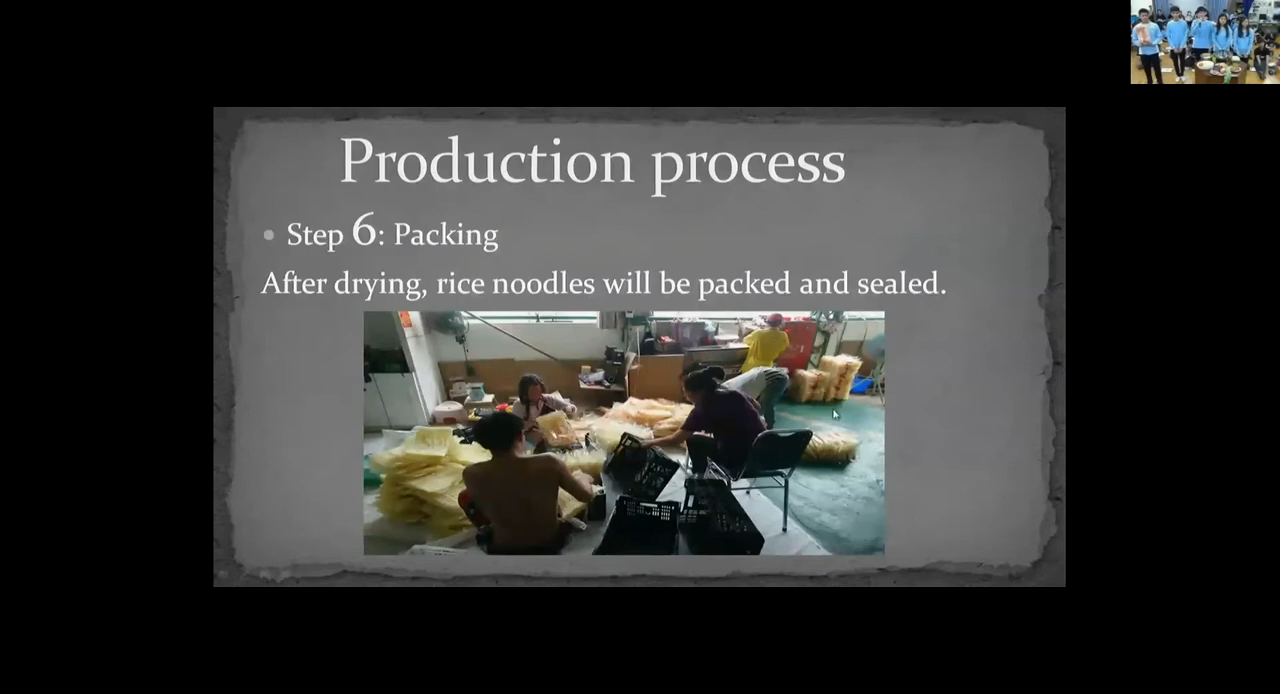 Production process
Step 6: Packing
After drying, rice noodles will be packed and sealed.